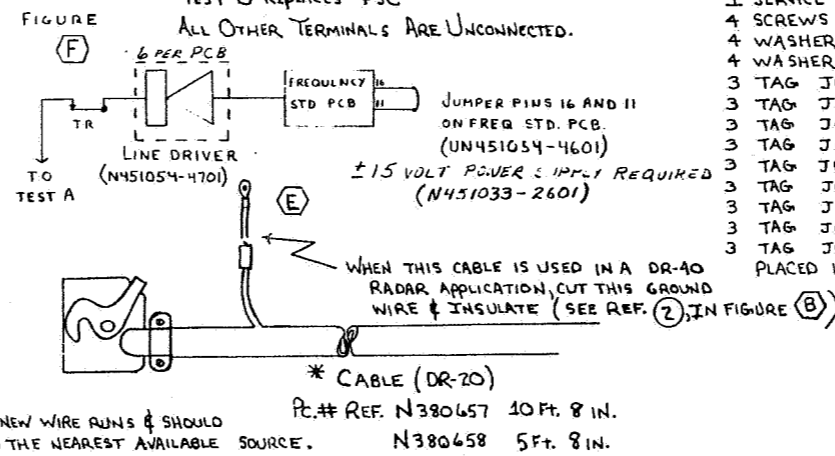 TEST & REPLACES
ALL OTHER TERMINALS ARE UNCONNECTED.
FIGURE
F
6 PER PCB
FREQUENCY
STD PCB
16
11
JUMPER PINS 16 AND 11
ON FREQ STD. PCB.
(UN451054-4601)
TR
LINE DRIVER
(N451054-4701)
TO
TEST A
±15 VOLT POWER SUPPLY REQUIRED
(N451033-2601)
E
WHEN THIS CABLE IS USED IN A DR-40
RADAR APPLICATION, CUT THIS GROUND
WIRE & INSULATE (SEE REF. 2, IN FIGURE B)
* CABLE (DR-20)
PC.# REF. N380657 10 FT. 8 IN.
N380658 5 FT. 8 IN.
NEW WIRE RUNS & SHOULD
THE NEAREST AVAILABLE SOURCE.
1 SERVICE
4 SCREWS
4 WASHER
4 WASHER
3 TAG J
3 TAG J
3 TAG J
3 TAG J
3 TAG J
3 TAG J
3 TAG J
3 TAG J
3 TAG J
PLACED